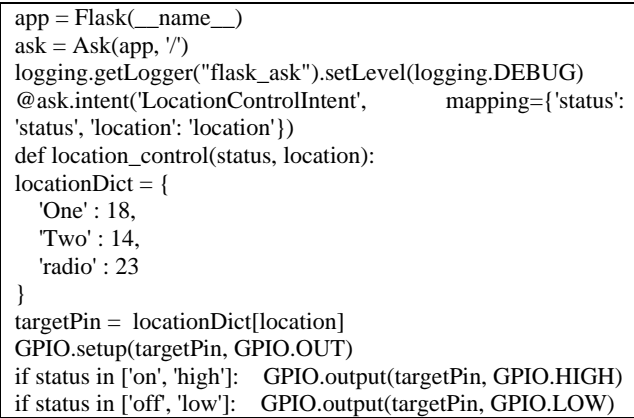 app = Flask(__name__)
ask = Ask(app, '/')
logging.getLogger("flask_ask").setLevel(logging.DEBUG)
@ask.intent('LocationControlIntent', mapping={'status':
'status', 'location': 'location'})
def location_control(status, location):
locationDict = {
'One' : 18,
'Two' : 14,
'radio' : 23
}
targetPin = locationDict[location]
GPIO.setup(targetPin, GPIO.OUT)
if status in ['on', 'high']: GPIO.output(targetPin, GPIO.HIGH)
if status in ['off', 'low']: GPIO.output(targetPin, GPIO.LOW)